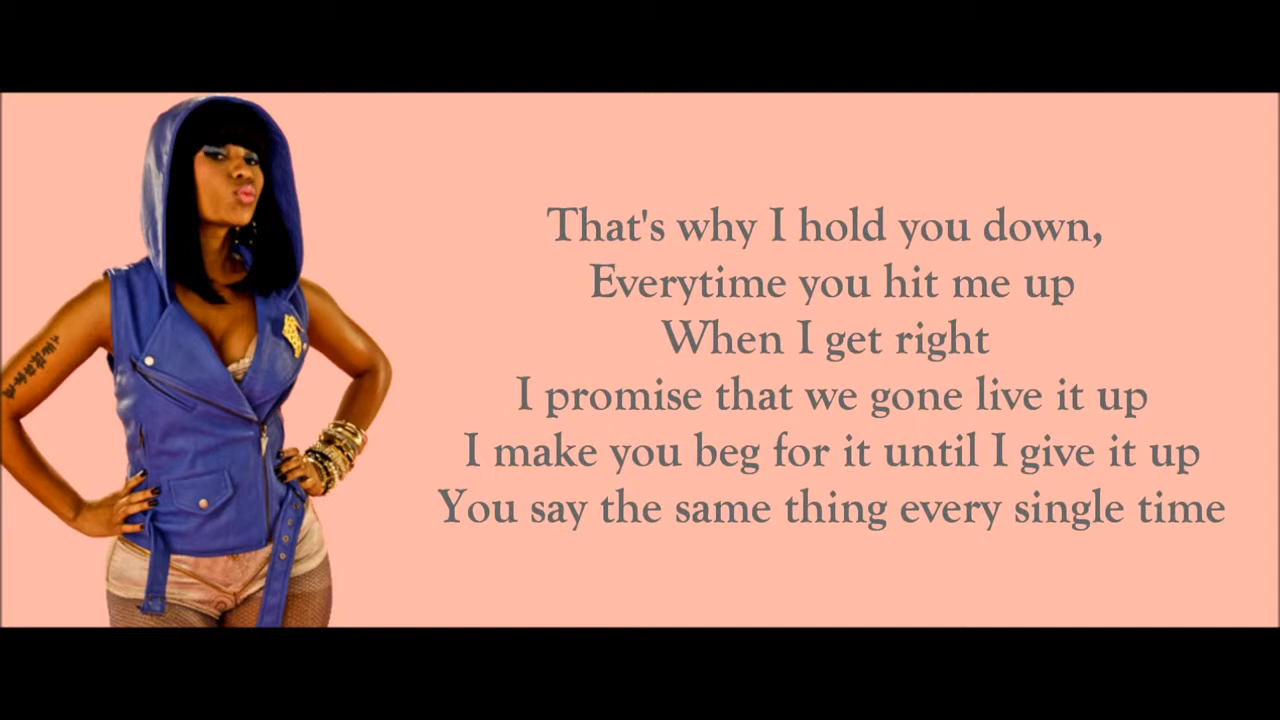 That's why I hold you down,
Everytime you hit me up
When I get right
I promise that we gone live it up
I make you beg for it until I give it up
You say the same thing every single time